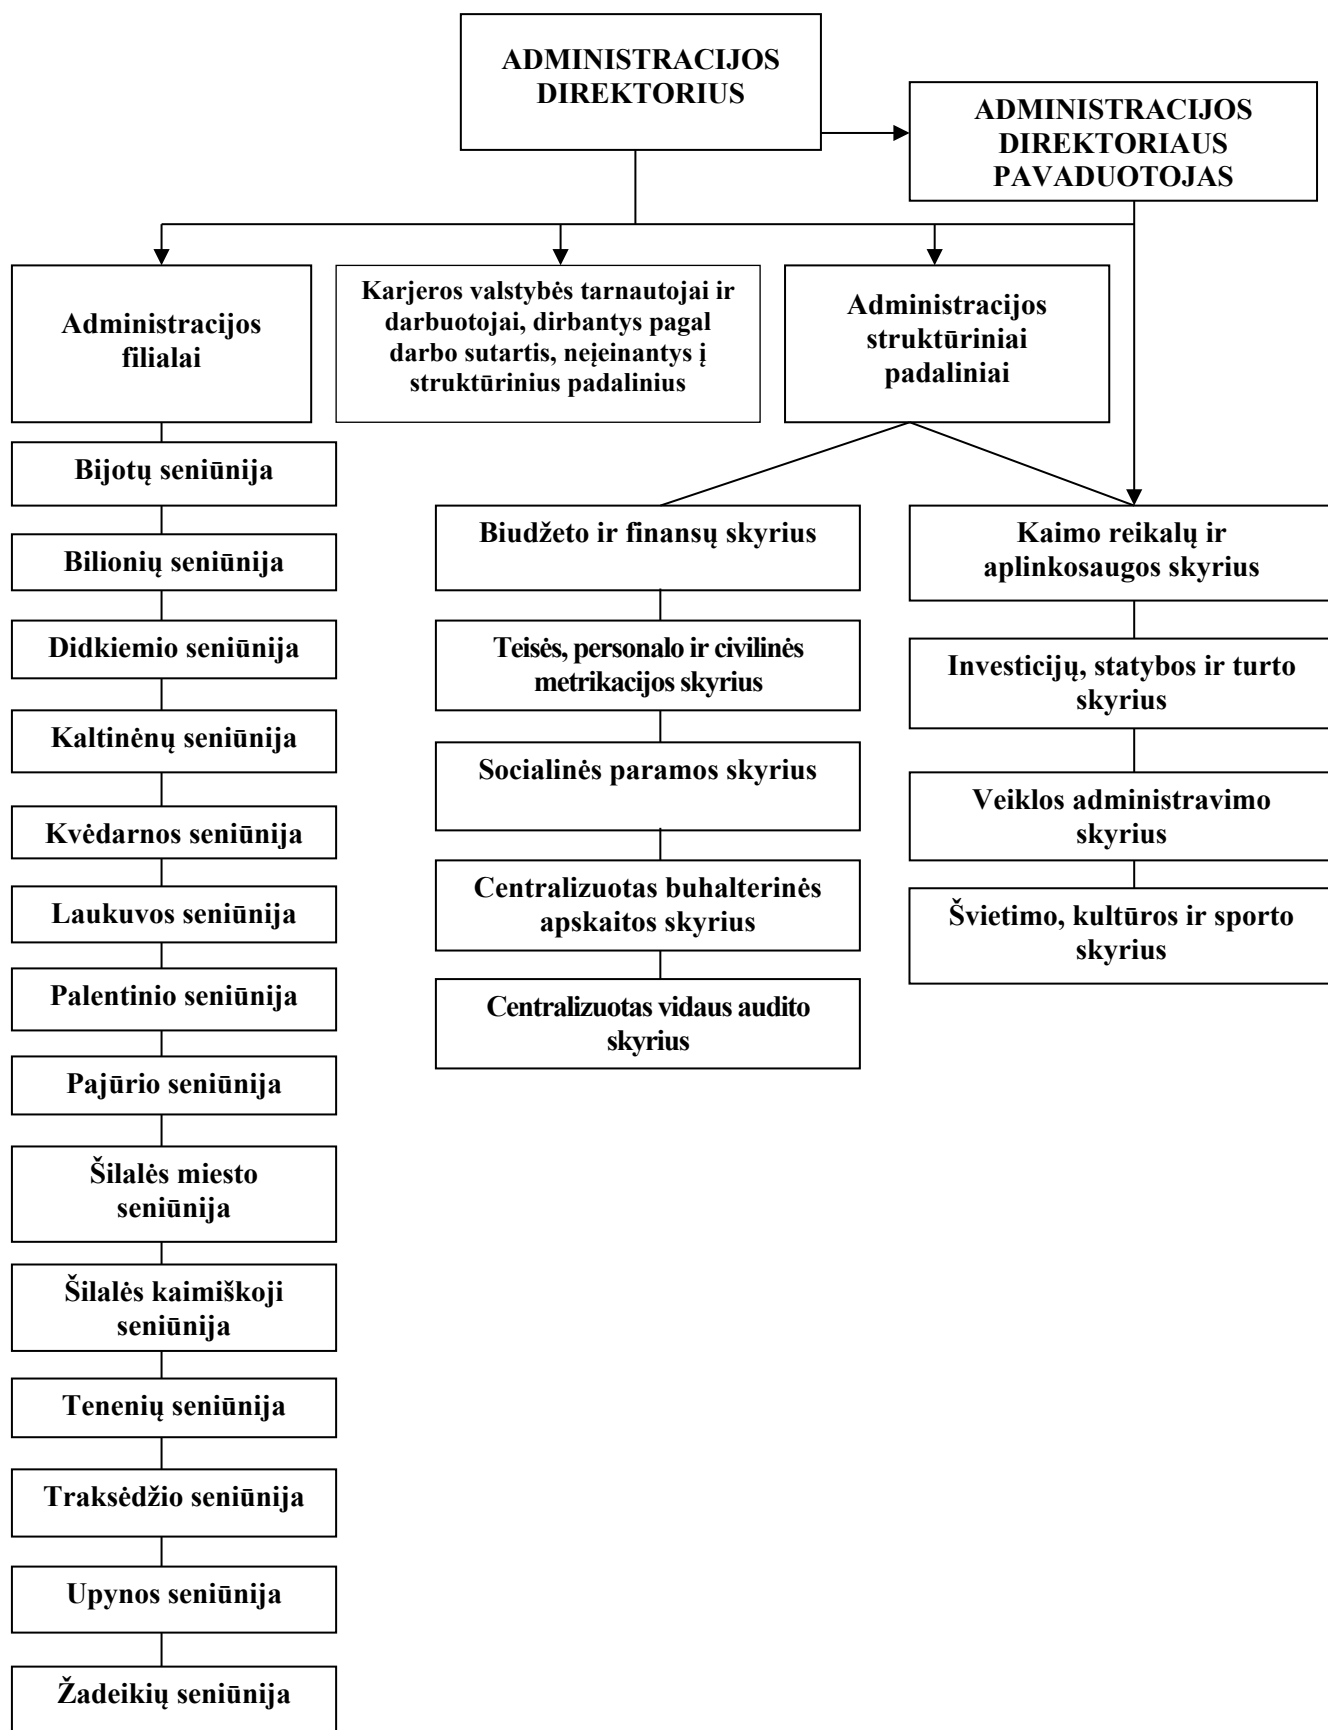 ADMINISTRACIJOS
DIREKTORIUS
ADMINISTRACIJOS
DIREKTORIAUS
PAVADUOTOJAS
Administracijos
filialai
Karjeros valstybės tarnautojai ir
darbuotojai, dirbantys pagal
darbo sutartis, neįeinantys į
struktūrinius padalinius
Administracijos
struktūriniai
padaliniai
Bijotų seniūnija
Bilionių seniūnija
Didkiemio seniūnija
Kaltinėnų seniūnija
Kvėdarnos seniūnija
Laukuvos seniūnija
Palentinio seniūnija
Pajūrio seniūnija
Šilalės miesto
seniūnija
Šilalės kaimiškoji
seniūnija
Tenenių seniūnija
Traksėdžio seniūnija
Upynos seniūnija
Žadeikių seniūnija
Biudžeto ir finansų skyrius
Teisės, personalo ir civilinės
metrikacijos skyrius
Socialinės paramos skyrius
Centralizuotas buhalterinės
apskaitos skyrius
Centralizuotas vidaus audito
skyrius
Kaimo reikalų ir
aplinkosaugos skyrius
Investicijų, statybos ir turto
skyrius
Veiklos administravimo
skyrius
Švietimo, kultūros ir sporto
skyrius